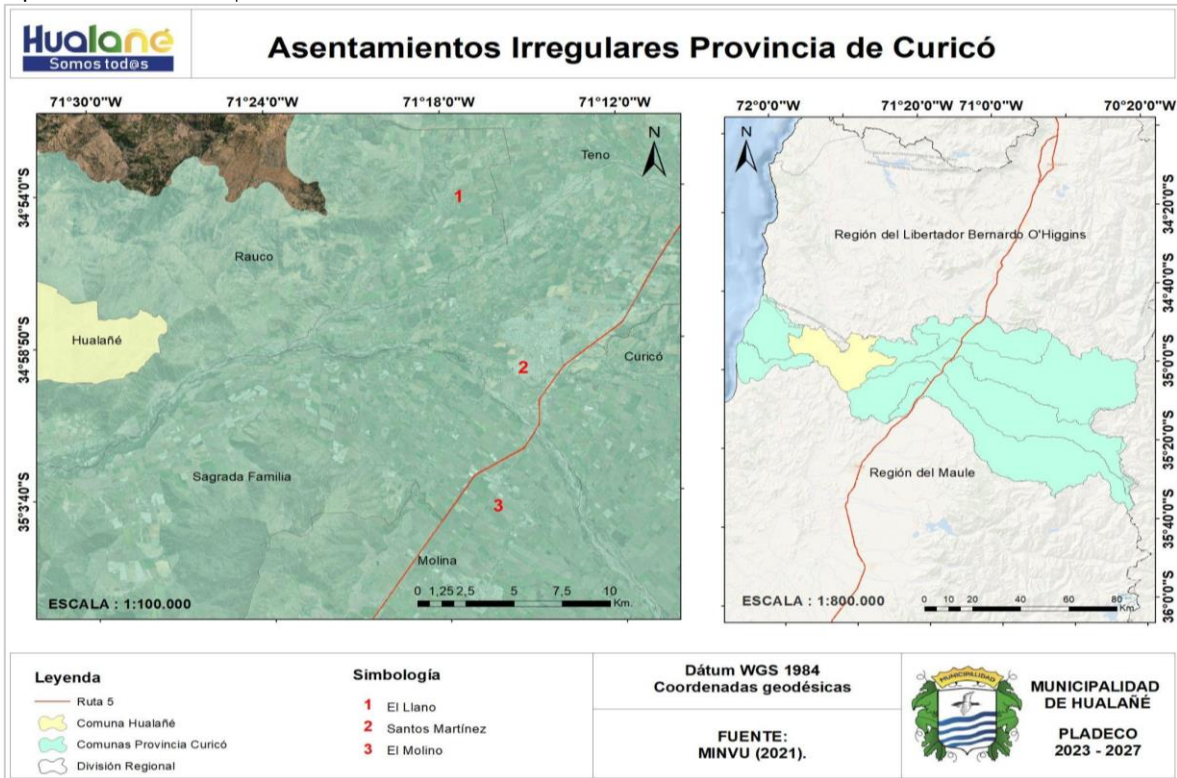 Hualañé
Somos tod@s
Asentamientos Irregulares Provincia de Curicó
71°30'0"W 71°24'0"W 71°18'0"W 71°12'0"W
34°54'0"S
34°58'50"S
35°3'40"S
N
Teno
1
Rauco
Hualañé
2
Curicó
Sagrada Familia
3
Molina
0 1,25 2,5 5 7,5 10
Km.
ESCALA : 1:100.000
72°0'0"W 71°20'0"W 71°0'0"W 70°20'0"W
N
Región del Libertador Bernardo O'Higgins
Región del Maule
34°20'0"S
34°40'0"S
35°0'0"S
35°20'0"S
35°40'0"S
36°0'0"S
ESCALA : 1:800.000
0 10 20 40 60 80
Km.
Leyenda
Ruta 5
Comuna Hualañé
Comunas Provincia Curicó
División Regional
Simbología
1 El Llano
2 Santos Martínez
3 El Molino
Dátum WGS 1984
Coordenadas geodésicas
FUENTE:
MINVU (2021).
MUNICIPALIDAD
MUNICIPALIDAD
DE HUALAÑÉ
PLADECO
2023 - 2027